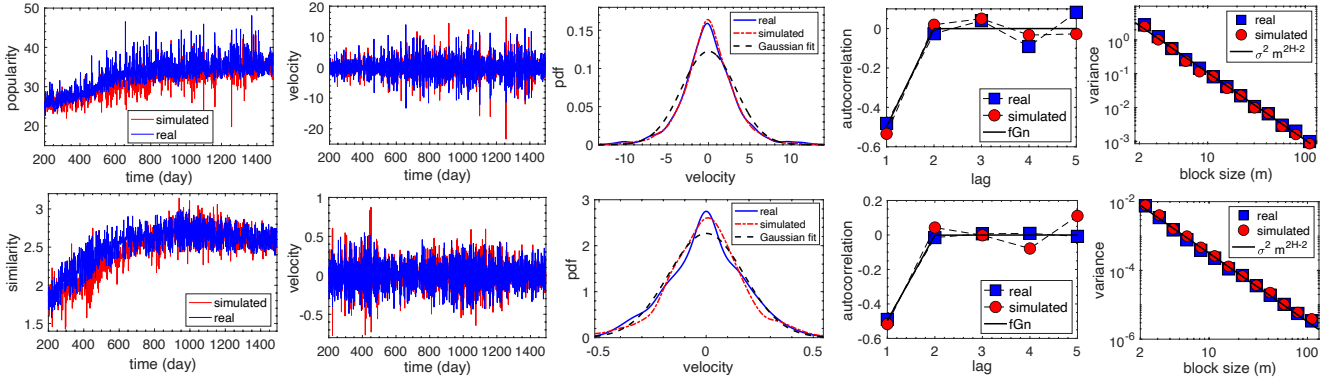 popularity
50
40
30
20
simulated
real
200 400 600 800 1000 1200 1400
time (day)
velocity
20
10
0
-10
-20
200 400 600 800 1000 1200 1400
time (day)
pdf
0.15
0.1
0.05
0
real
simulated
Gaussian fit
-10 -5 0 5 10
velocity
autocorrelation
0
-0.2
-0.4
-0.6
real
simulated
fGn
1 2 3 4 5
lag
variance
10^0
10^-1
10^-2
10^-3
real
simulated
σ^2 m^2H-2
2 10 100
block size (m)
similarity
3
2.5
2
1.5
simulated
real
200 400 600 800 1000 1200 1400
time (day)
velocity
1
0.5
0
-0.5
200 400 600 800 1000 1200 1400
time (day)
pdf
3
2
1
0
real
simulated
Gaussian fit
-0.5 0 0.5
velocity
autocorrelation
0.2
0
-0.2
-0.4
-0.6
real
simulated
fGn
1 2 3 4 5
lag
variance
10^-2
10^-4
10^-6
real
simulated
σ^2 m^2H-2
2 10 100
block size (m)